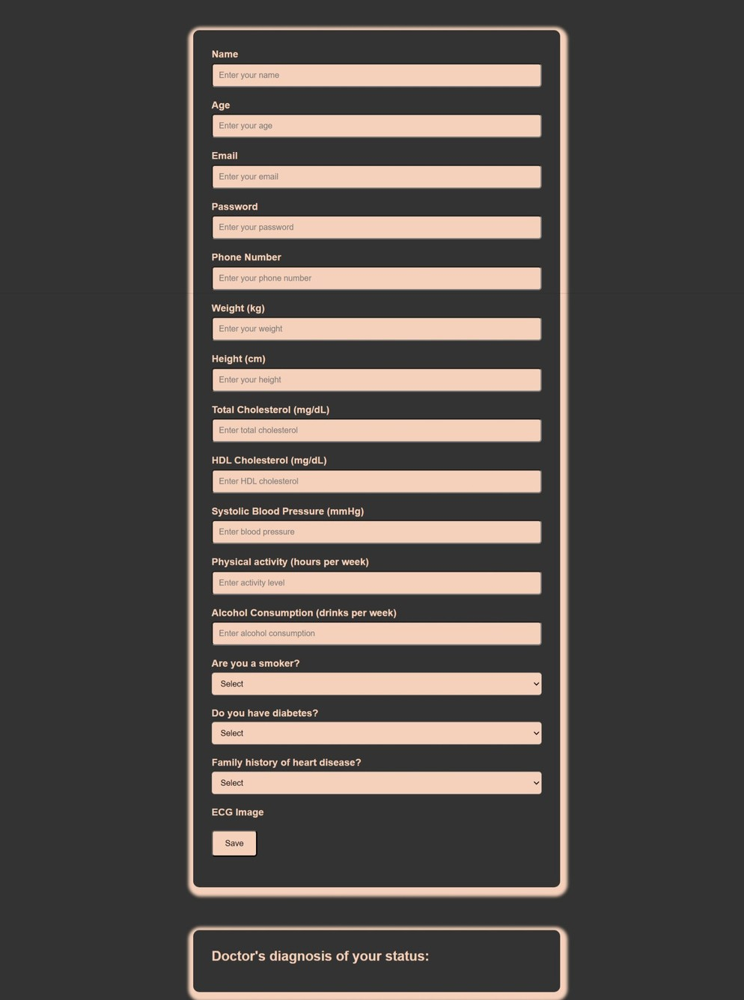 Name
Enter your name
Age
Enter your age
Email
Enter your email
Password
Enter your password
Phone Number
Enter your phone number
Weight (kg)
Enter your weight
Height (cm)
Enter your height
Total Cholesterol (mg/dL)
Enter total cholesterol
HDL Cholesterol (mg/dL)
Enter HDL cholesterol
Systolic Blood Pressure (mmHg)
Enter blood pressure
Physical activity (hours per week)
Enter activity level
Alcohol Consumption (drinks per week)
Enter alcohol consumption
Are you a smoker?
Select
Do you have diabetes?
Select
Family history of heart disease?
Select
ECG Image
Save
Doctor's diagnosis of your status: